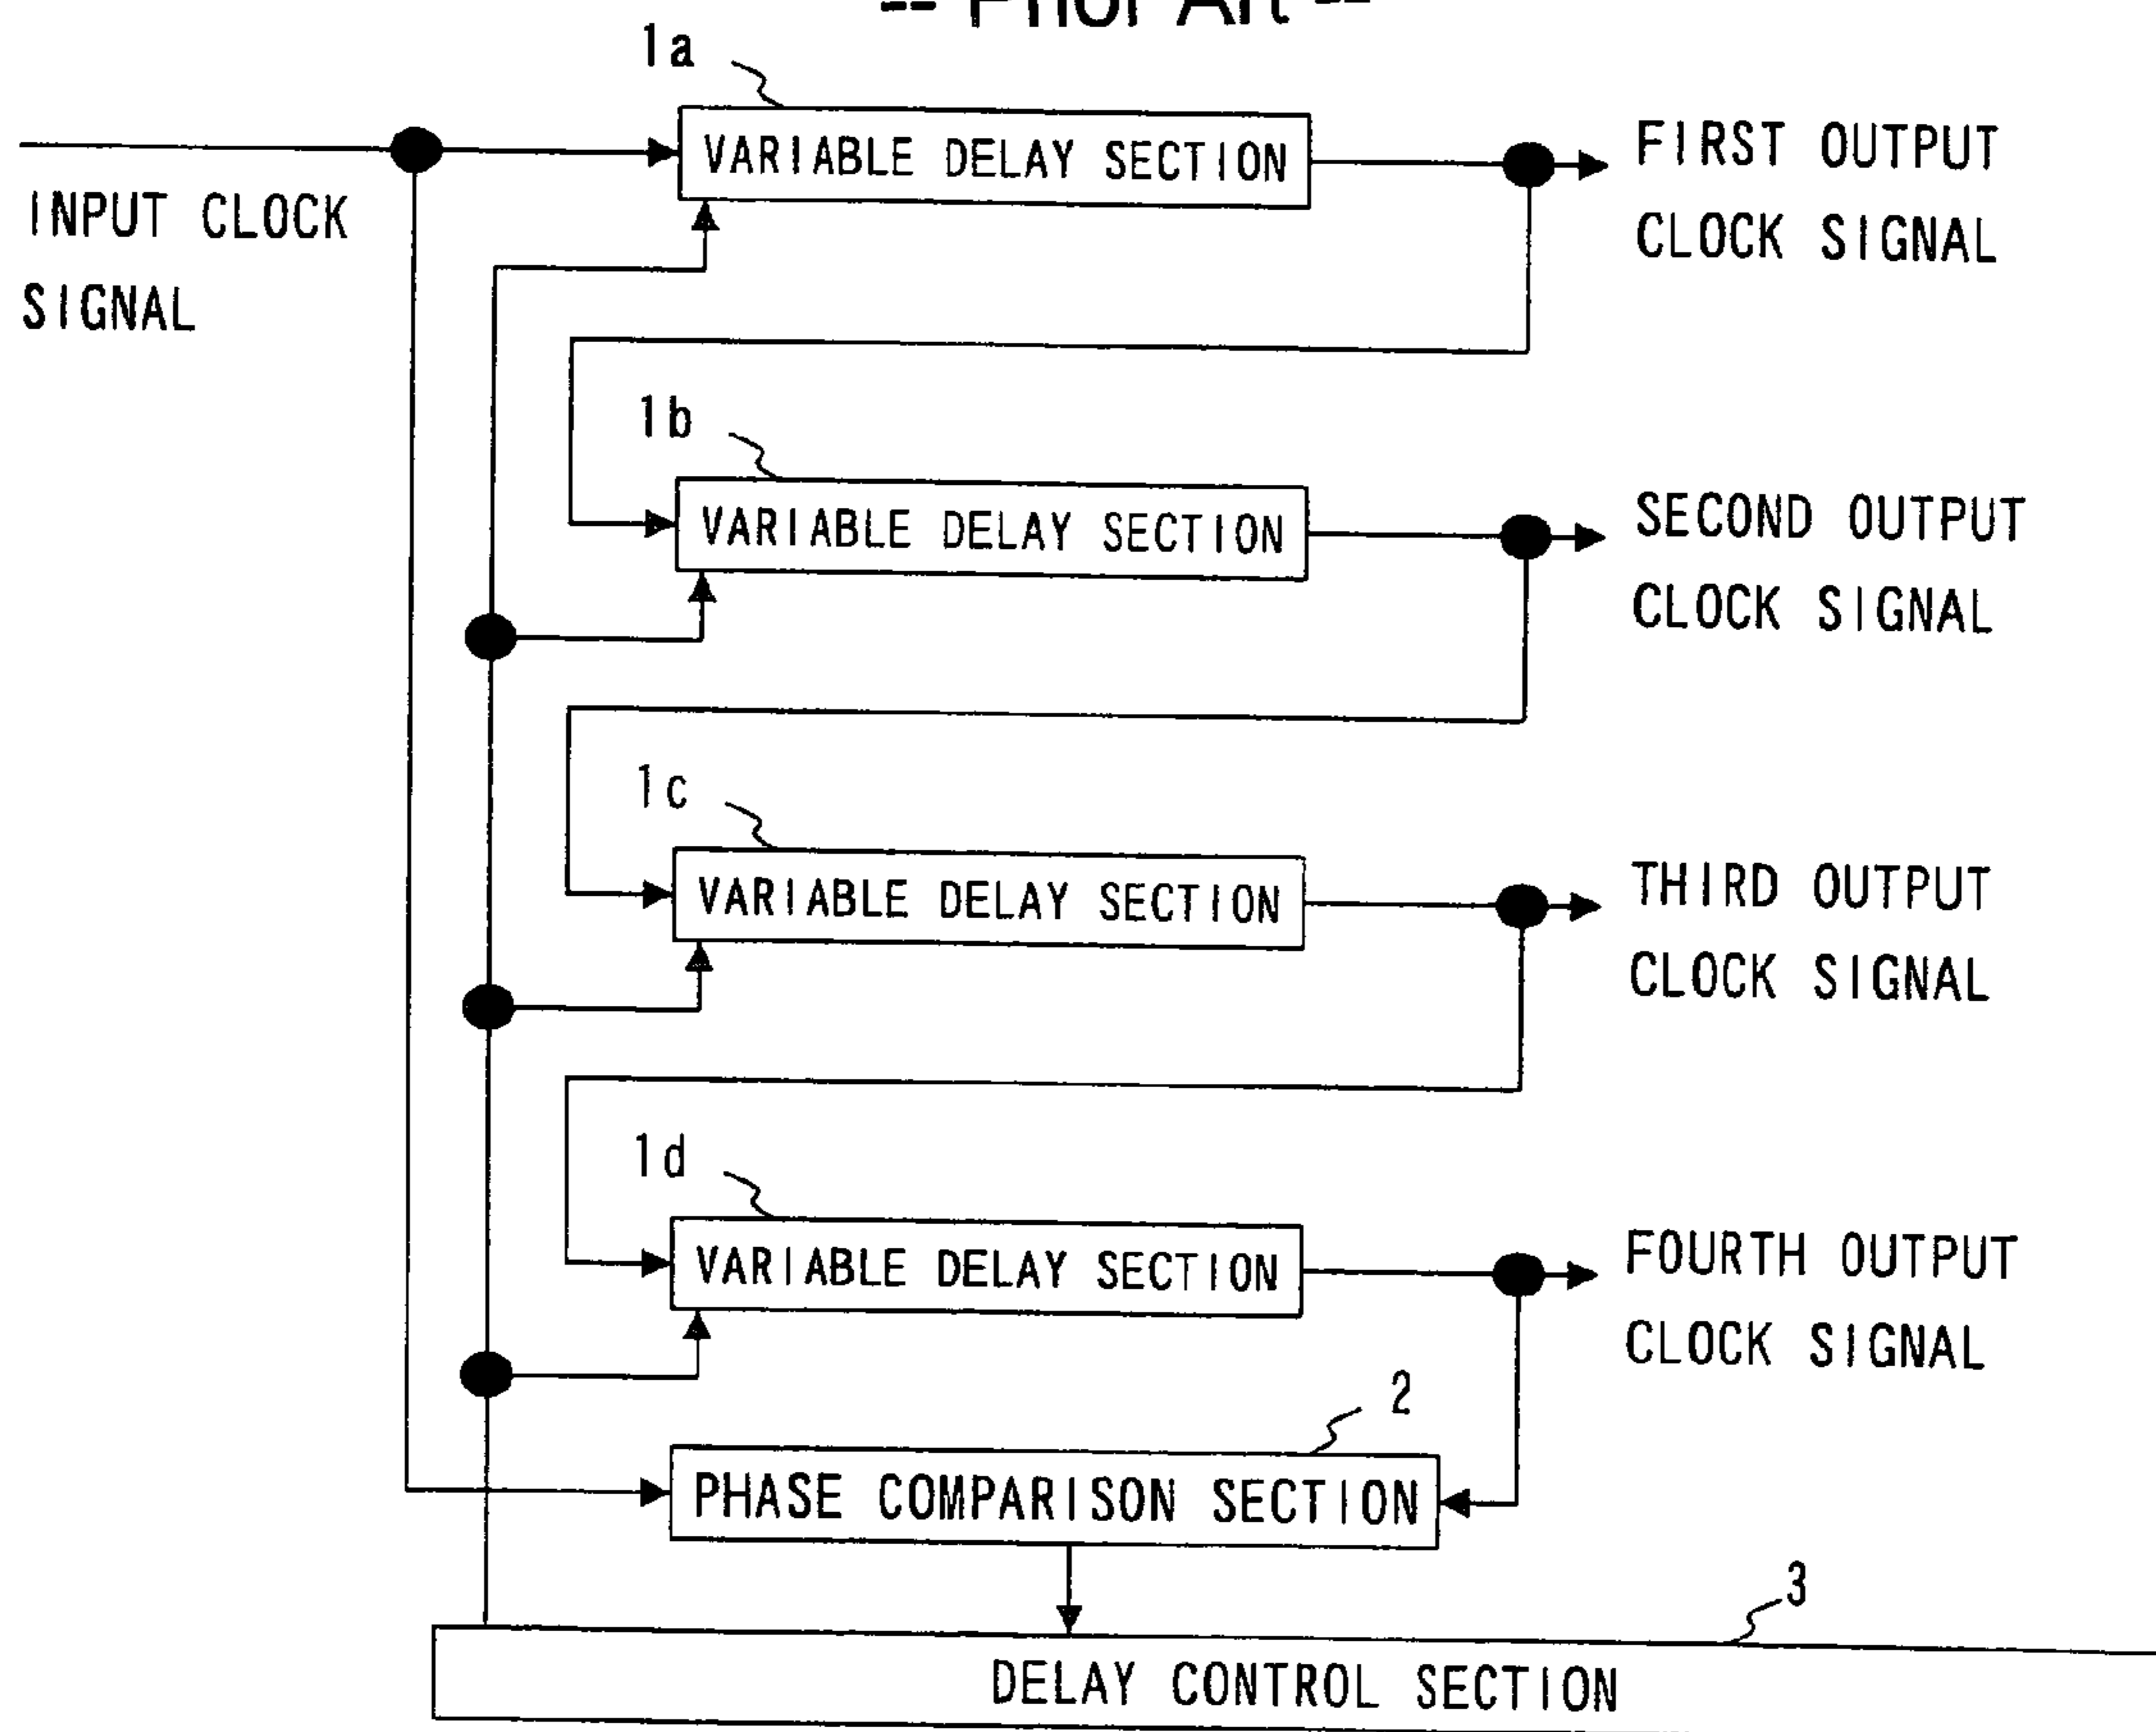 -- Prior Art --
1a
VARIABLE DELAY SECTION
FIRST OUTPUT
CLOCK SIGNAL
INPUT CLOCK
SIGNAL
1b
VARIABLE DELAY SECTION
SECOND OUTPUT
CLOCK SIGNAL
1c
VARIABLE DELAY SECTION
THIRD OUTPUT
CLOCK SIGNAL
1d
VARIABLE DELAY SECTION
FOURTH OUTPUT
CLOCK SIGNAL
2
PHASE COMPARISON SECTION
3
DELAY CONTROL SECTION